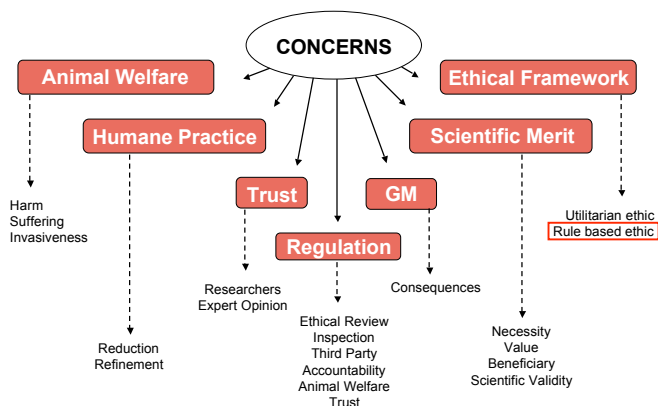 CONCERNS
Animal Welfare
Ethical Framework
Humane Practice
Scientific Merit
Trust
GM
Regulation
Harm
Suffering
Invasiveness
Utilitarian ethic
Rule based ethic
Researchers
Expert Opinion
Consequences
Ethical Review
Inspection
Third Party
Accountability
Animal Welfare
Trust
Reduction
Refinement
Necessity
Value
Beneficiary
Scientific Validity